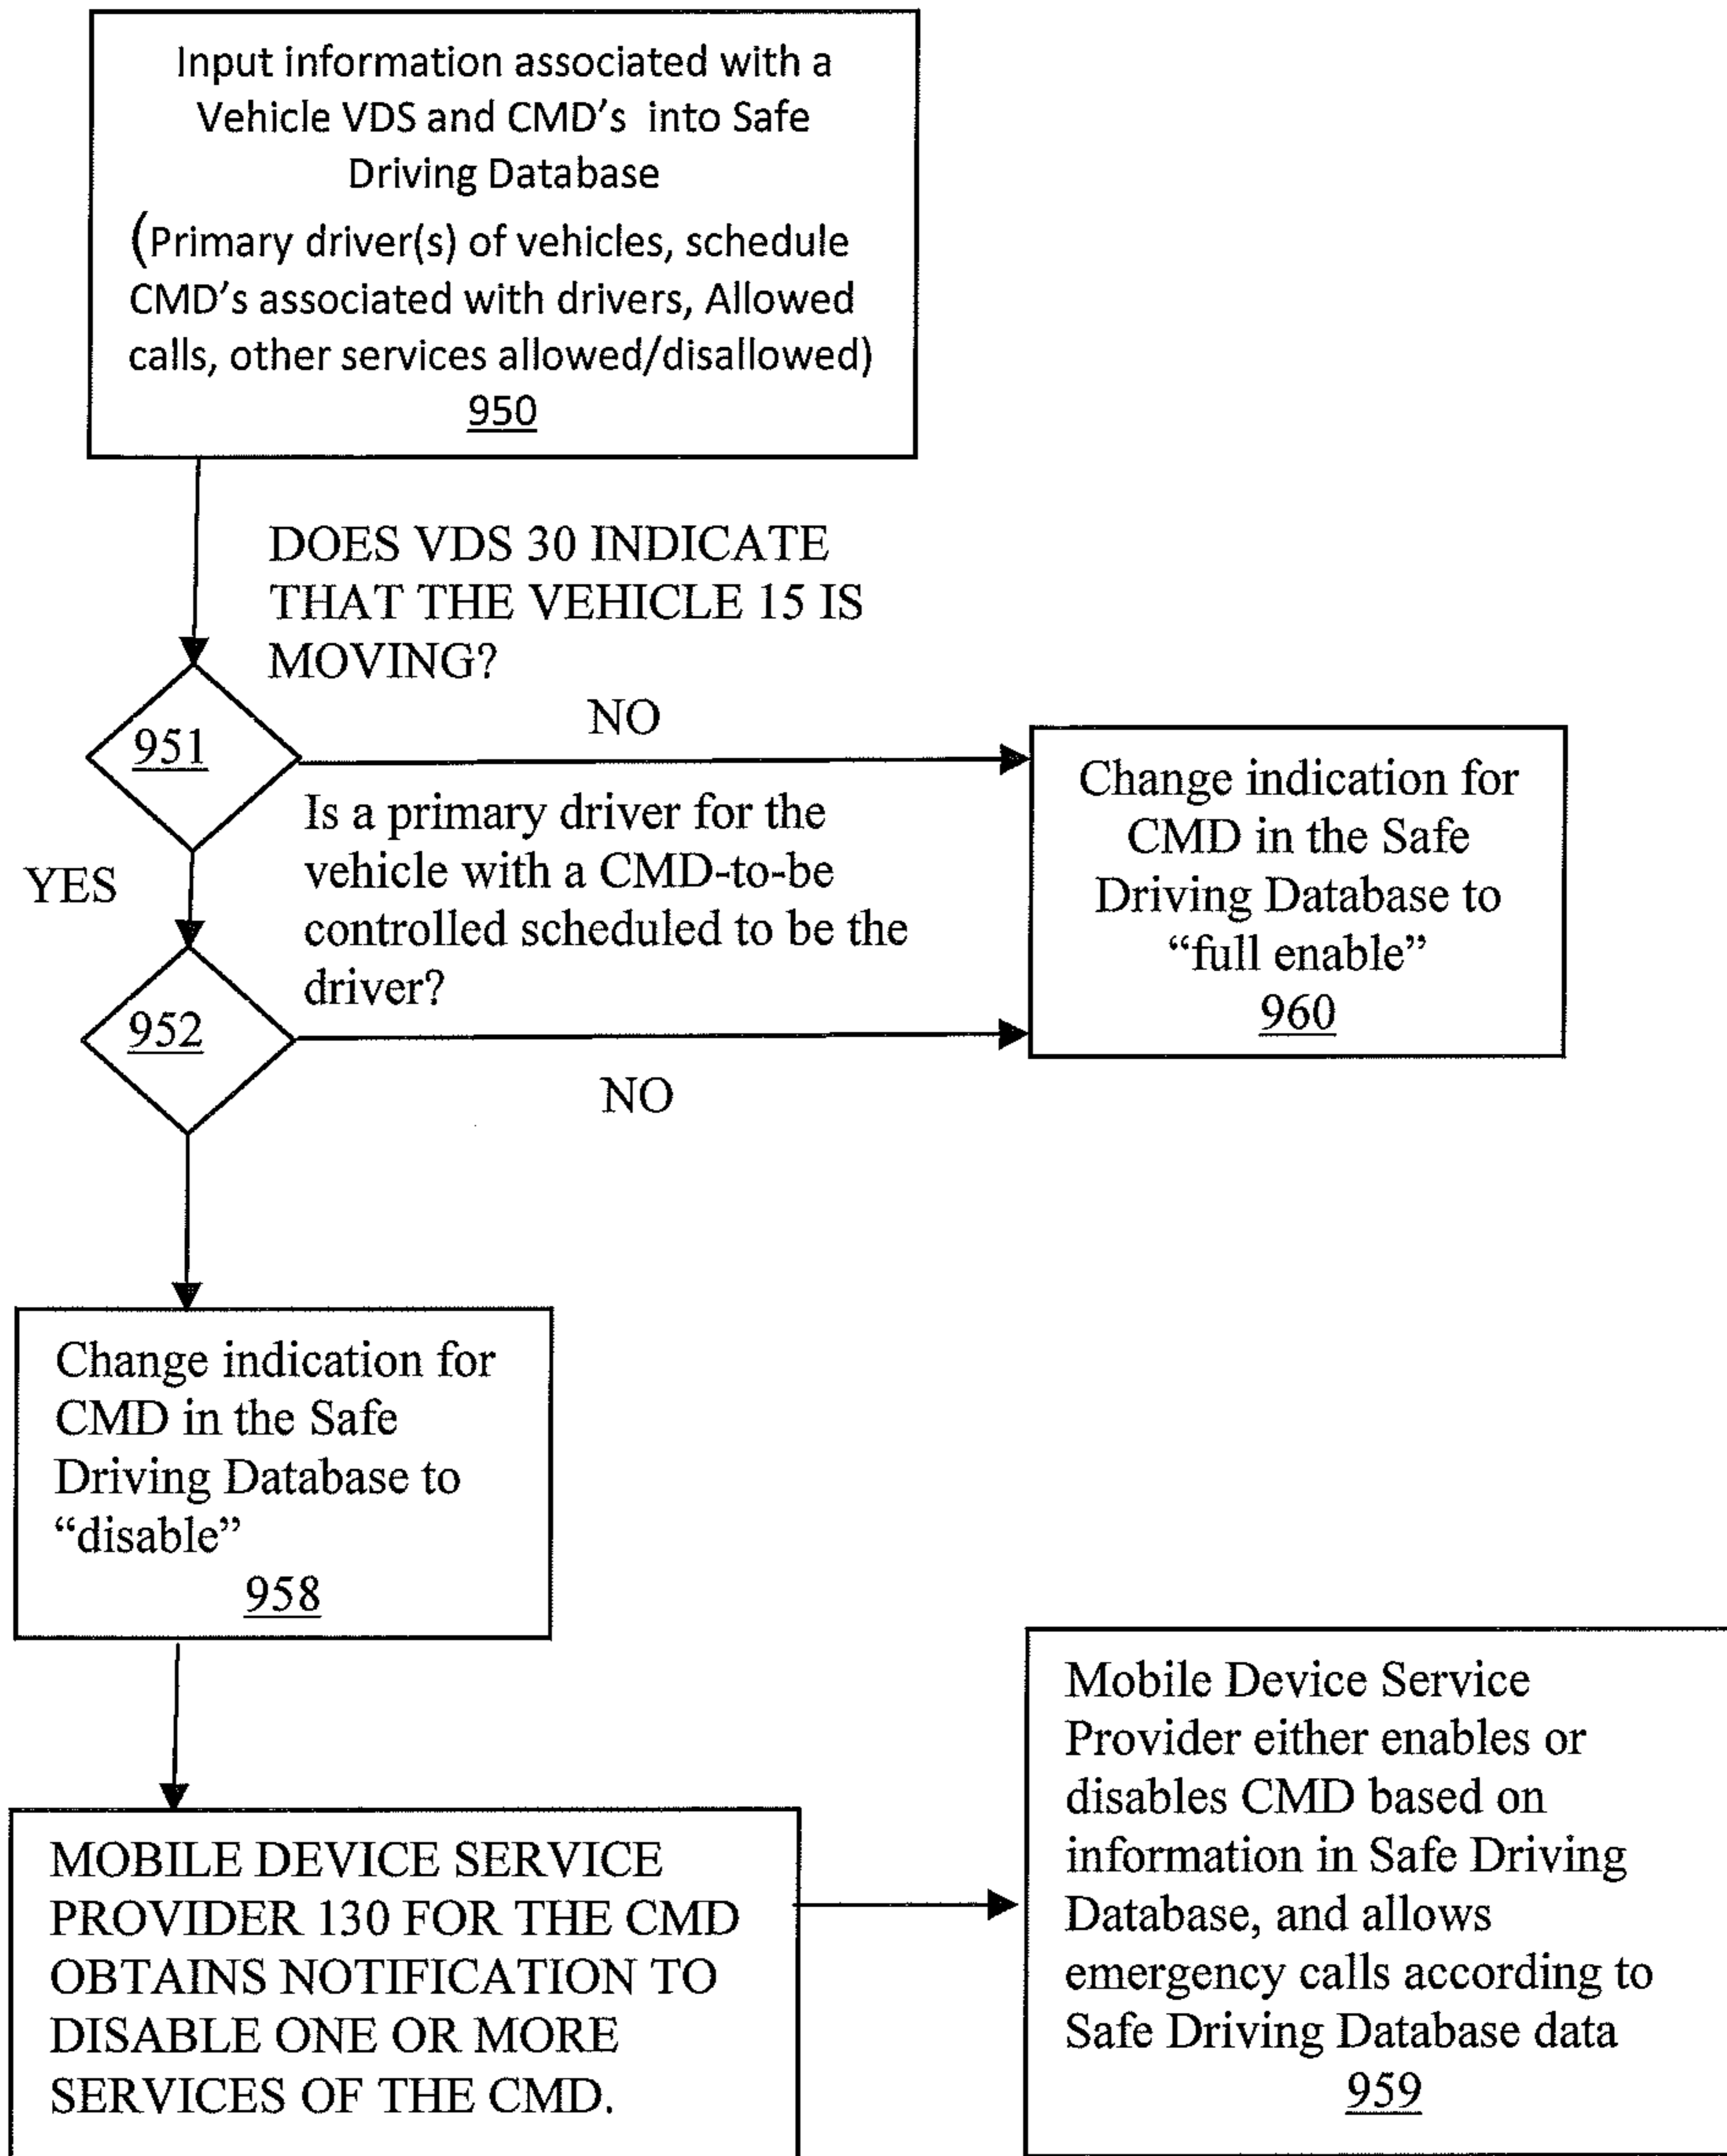 Input information associated with a
Vehicle VDS and CMD's into Safe
Driving Database
(Primary driver(s) of vehicles, schedule
CMD's associated with drivers, Allowed
calls, other services allowed/disallowed)
950
DOES VDS 30 INDICATE
THAT THE VEHICLE 15 IS
MOVING?
951
NO
YES
Is a primary driver for the
vehicle with a CMD-to-be
controlled scheduled to be the
driver?
952
NO
Change indication for
CMD in the Safe
Driving Database to
“full enable”
960
Change indication for
CMD in the Safe
Driving Database to
“disable”
958
MOBILE DEVICE SERVICE
PROVIDER 130 FOR THE CMD
OBTAINS NOTIFICATION TO
DISABLE ONE OR MORE
SERVICES OF THE CMD.
Mobile Device Service
Provider either enables or
disables CMD based on
information in Safe Driving
Database, and allows
emergency calls according to
Safe Driving Database data
959